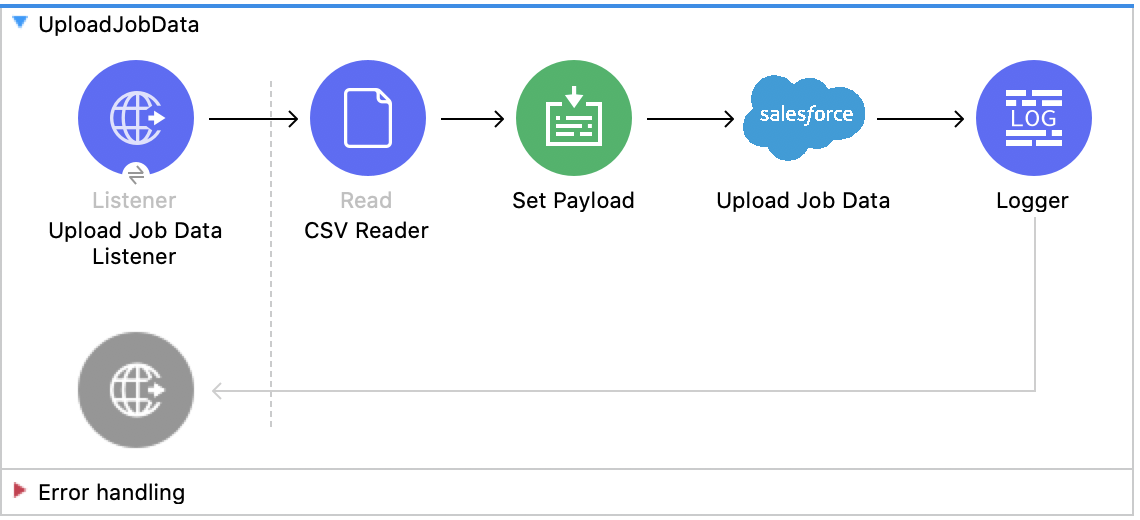 UploadJobData
salesforce
LOG
Listener
Read
Set Payload
Upload Job Data
Logger
Upload Job Data
Listener
CSV Reader
Error handling